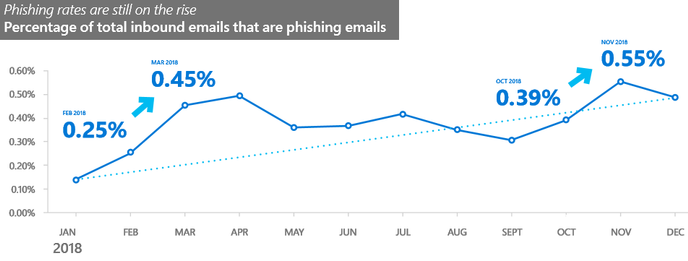 Phishing rates are still on the rise
Percentage of total inbound emails that are phishing emails
NOV 2018
0.55%
MAR 2018
0.45%
OCT 2018
0.39%
FEB 2018
0.25%
0.60%
0.50%
0.40%
0.30%
0.20%
0.10%
0.00%
JAN FEB MAR APR MAY JUN JUL AUG SEPT OCT NOV DEC
2018